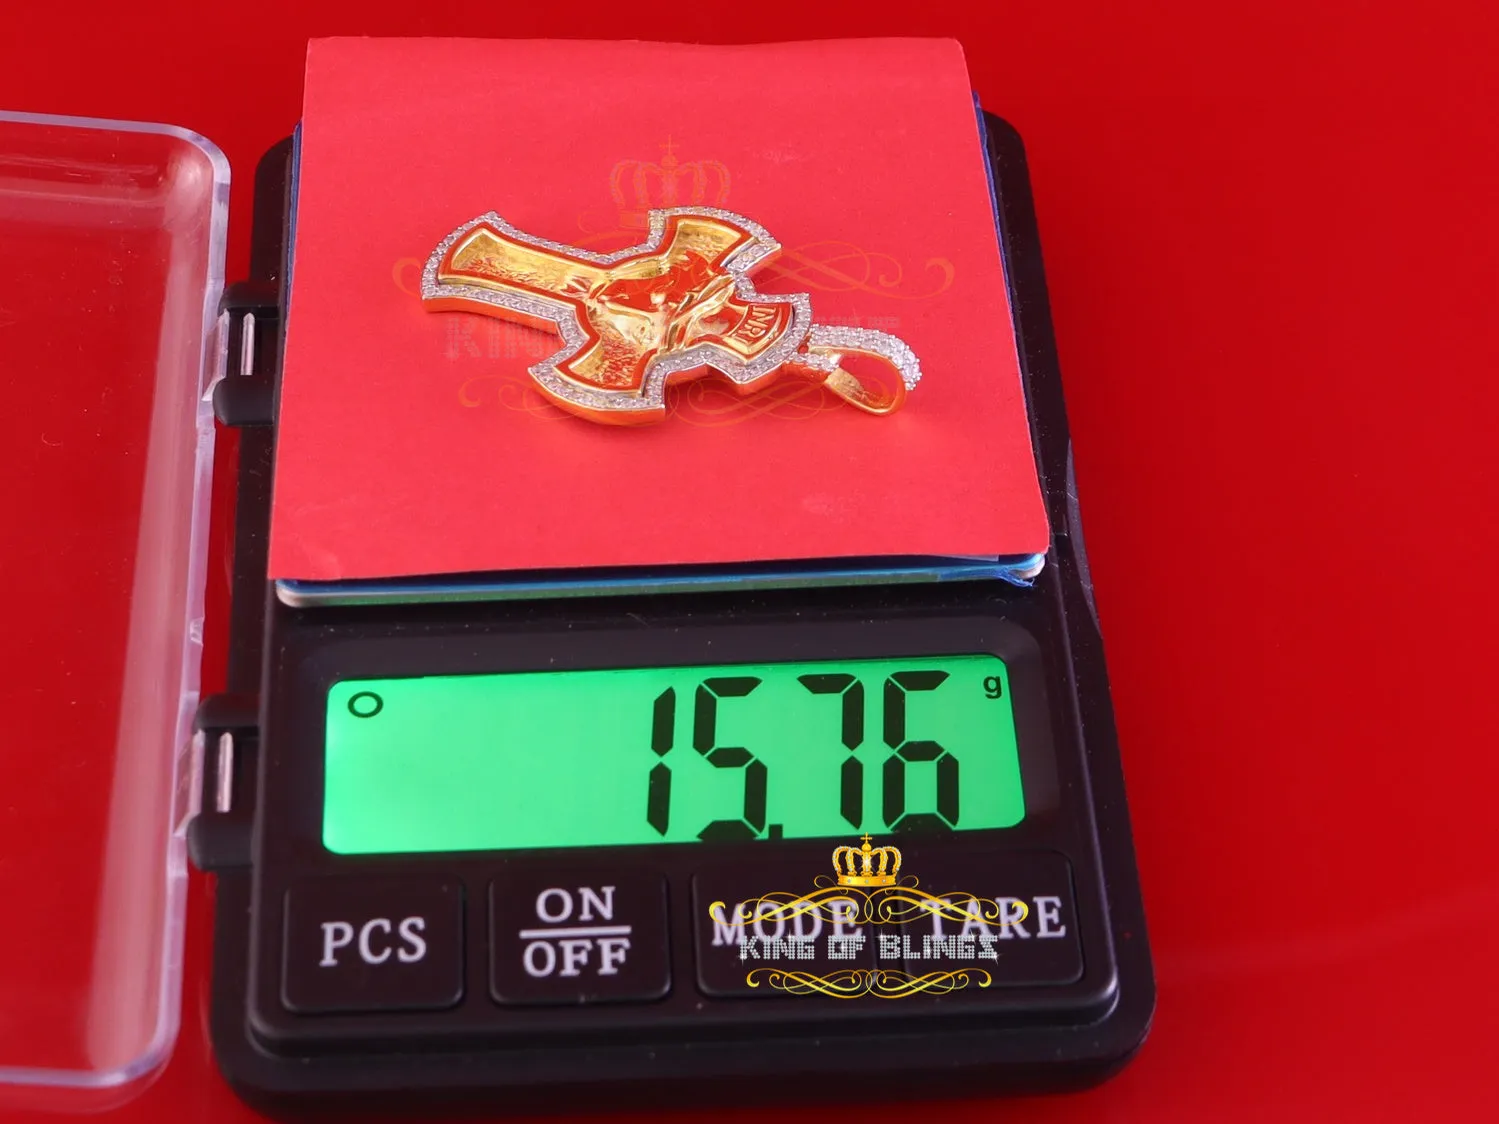 INRI
15.76 g
PCS
ON
OFF
MODE
TARE
KING OF BLINGS